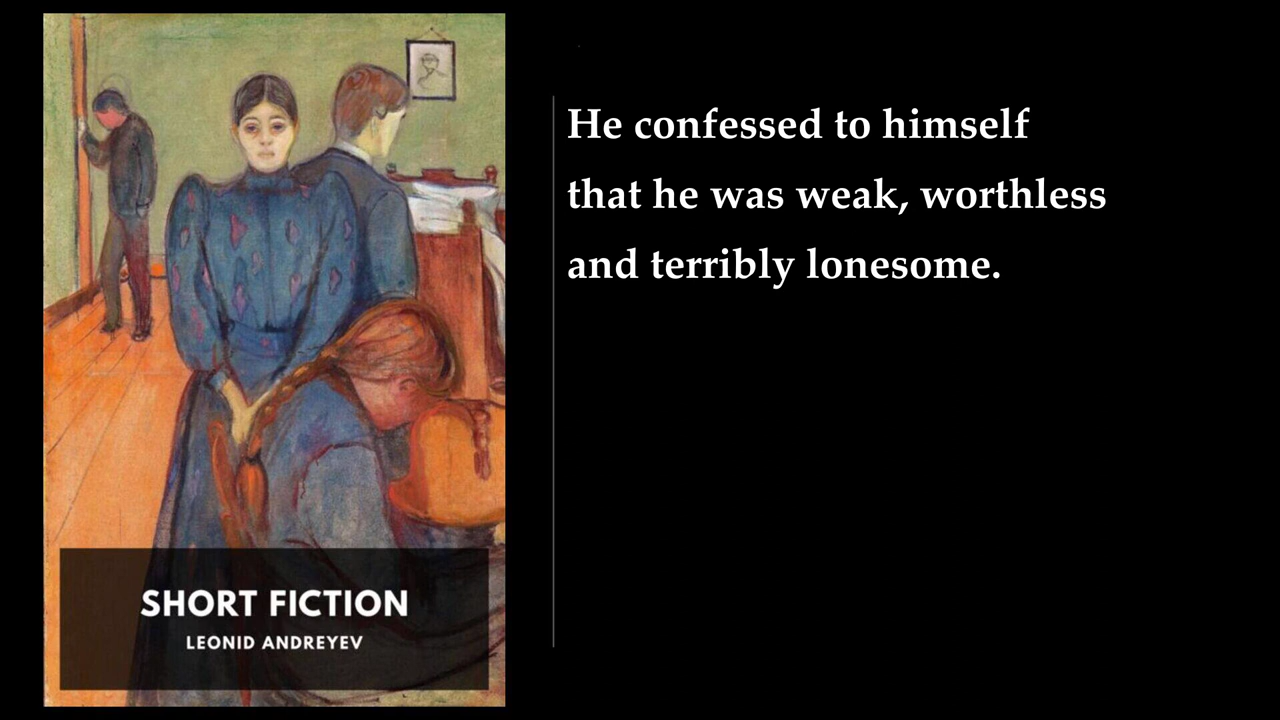 He confessed to himself
that he was weak, worthless
and terribly lonesome.
SHORT FICTION
LEONID ANDREYEV